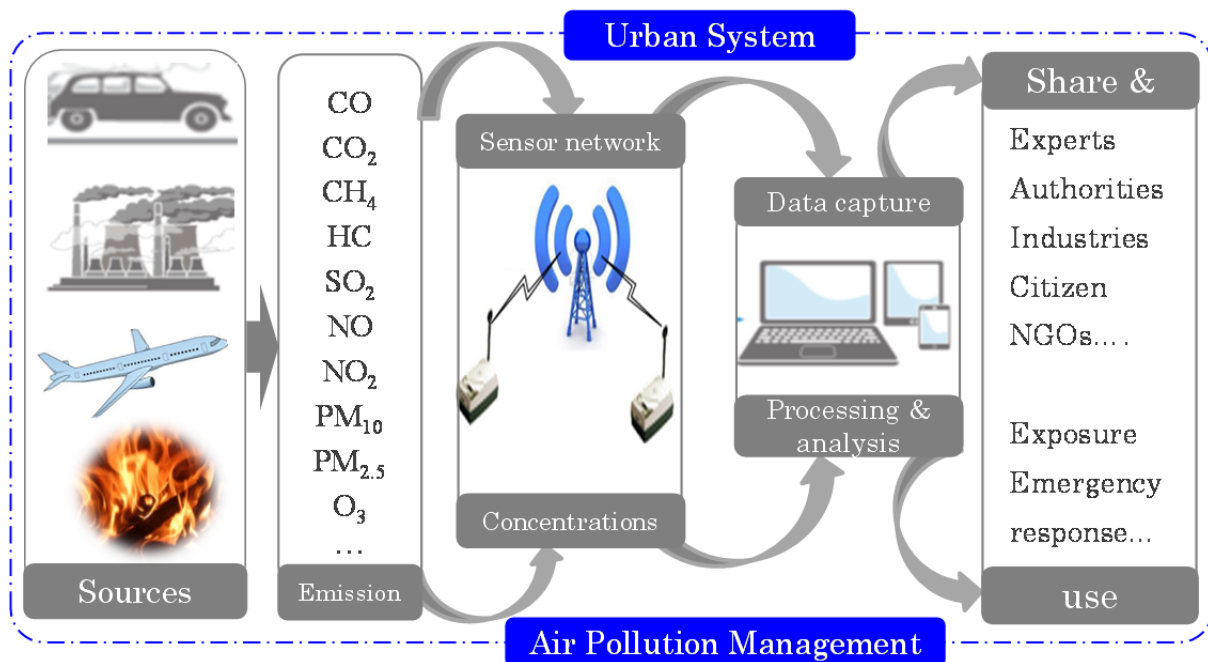 Urban System
Sources
CO
CO₂
CH₄
HC
SO₂
NO
NO₂
PM₁₀
PM₂.₅
O₃
...
Emission
Sensor network
Concentrations
Data capture
Processing &
analysis
Share &
Experts
Authorities
Industries
Citizen
NGOs....
Exposure
Emergency
response...
use
Air Pollution Management